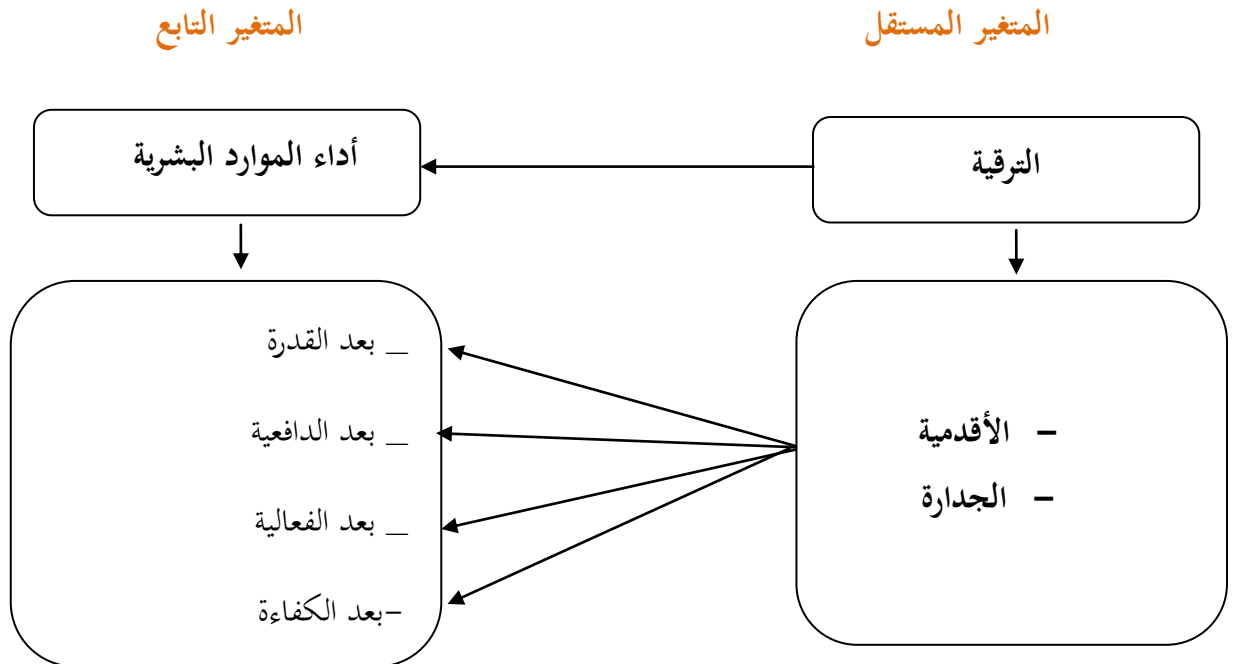 المتغير المستقل
المتغير التابع
الترقية
أداء الموارد البشرية
– الأقدمية
– الجدارة
_ بعد القدرة
_ بعد الدافعية
_ بعد الفعالية
–بعد الكفاءة